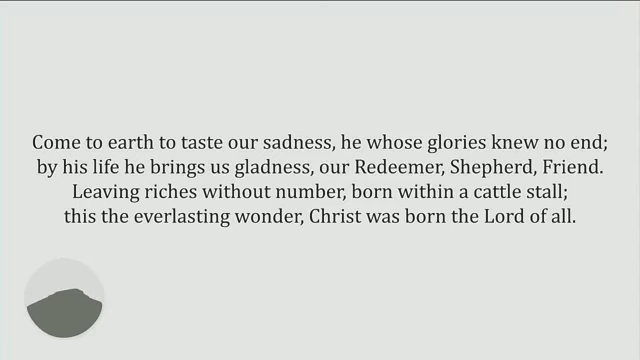 Come to earth to taste our sadness, he whose glories knew no end;
by his life he brings us gladness, our Redeemer, Shepherd, Friend.
Leaving riches without number, born within a cattle stall;
this the everlasting wonder, Christ was born the Lord of all.